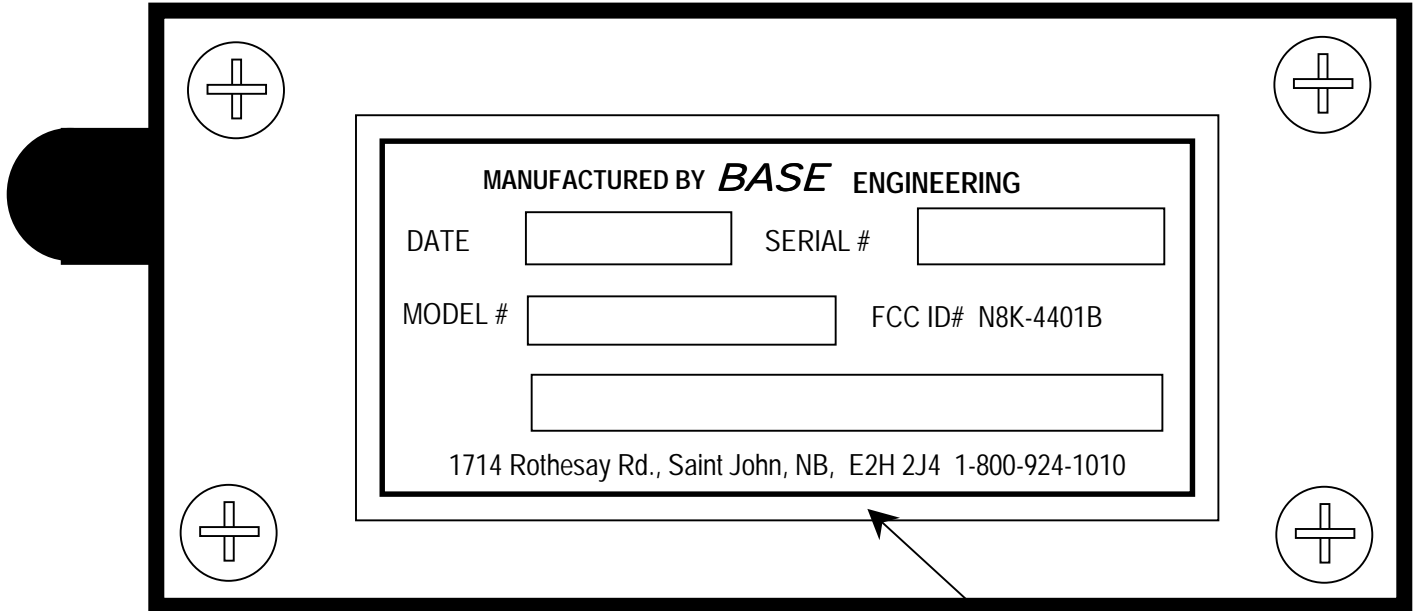 MANUFACTURED BY BASE ENGINEERING
DATE SERIAL #
MODEL # FCC ID# N8K-4401B
1714 Rothesay Rd., Saint John, NB, E2H 2J4 1-800-924-1010